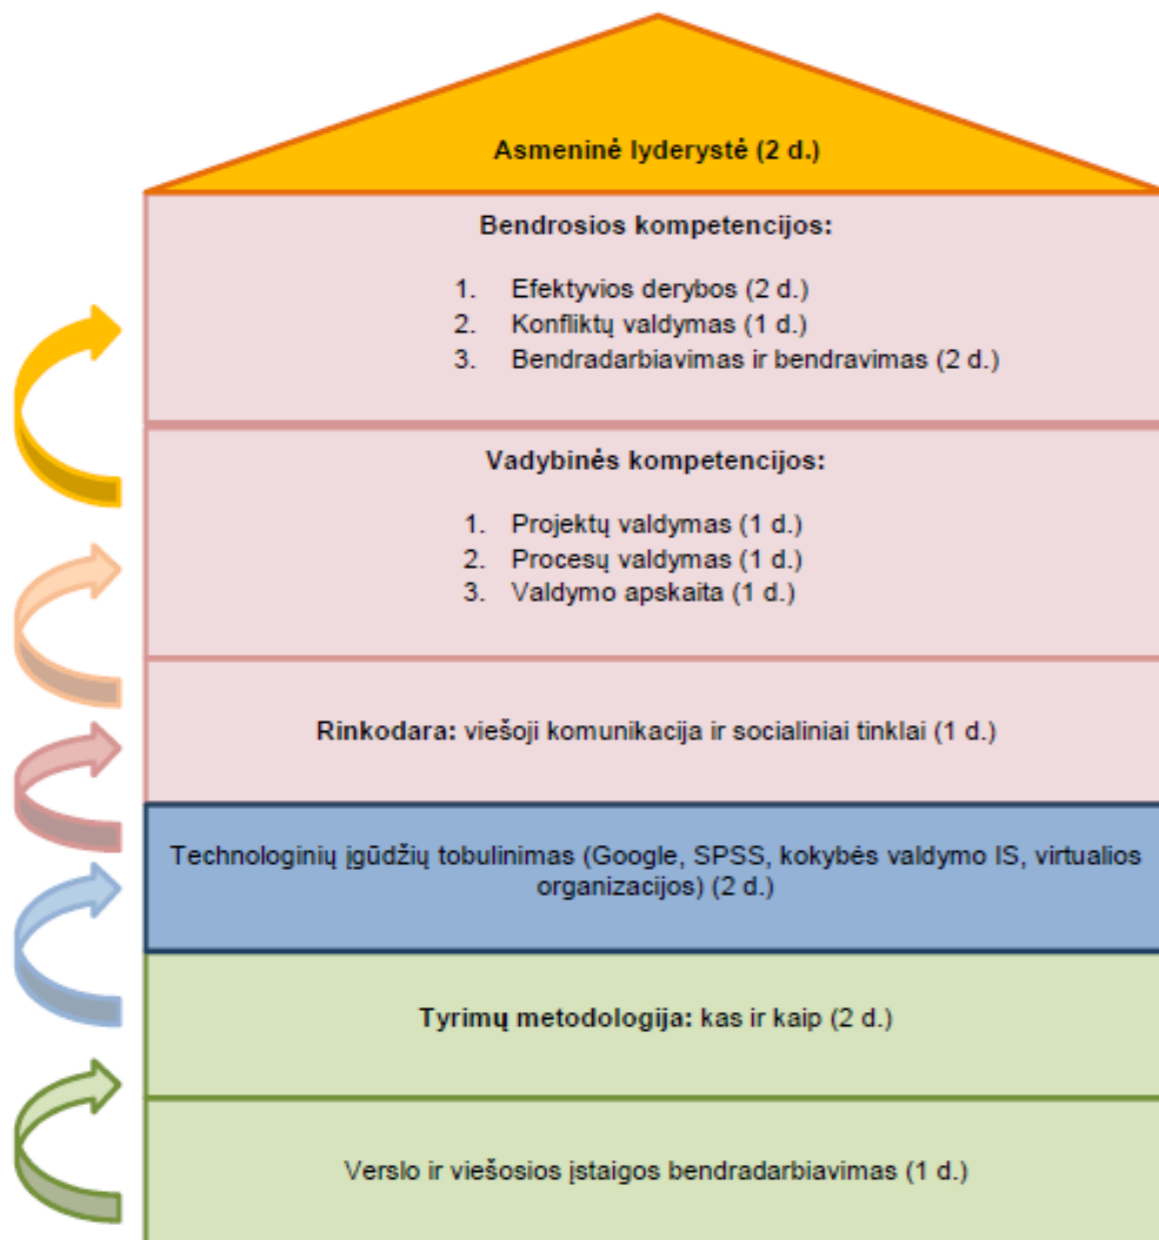 Asmeninė lyderystė (2 d.)
Bendrosios kompetencijos:
1. Efektyvios derybos (2 d.)
2. Konfliktų valdymas (1 d.)
3. Bendradarbiavimas ir bendravimas (2 d.)
Vadybinės kompetencijos:
1. Projektų valdymas (1 d.)
2. Procesų valdymas (1 d.)
3. Valdymo apskaita (1 d.)
Rinkodara: viešoji komunikacija ir socialiniai tinklai (1 d.)
Technologinių įgūdžių tobulinimas (Google, SPSS, kokybės valdymo IS, virtualios
organizacijos) (2 d.)
Tyrimų metodologija: kas ir kaip (2 d.)
Verslo ir viešosios įstaigos bendradarbiavimas (1 d.)